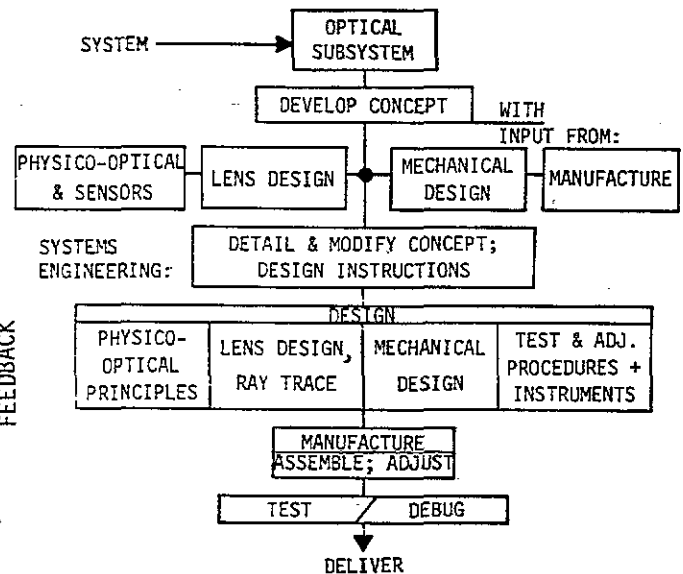 SYSTEM
OPTICAL
SUBSYSTEM
DEVELOP CONCEPT
WITH
INPUT FROM:
PHYSICO-OPTICAL
& SENSORS
LENS DESIGN
MECHANICAL
DESIGN
MANUFACTURE
SYSTEMS
ENGINEERING:
DETAIL & MODIFY CONCEPT;
DESIGN INSTRUCTIONS
FEEDBACK
DESIGN
PHYSICO-
OPTICAL
PRINCIPLES
LENS DESIGN,
RAY TRACE
MECHANICAL
DESIGN
TEST & ADJ.
PROCEDURES +
INSTRUMENTS
MANUFACTURE
ASSEMBLE; ADJUST
TEST / DEBUG
DELIVER